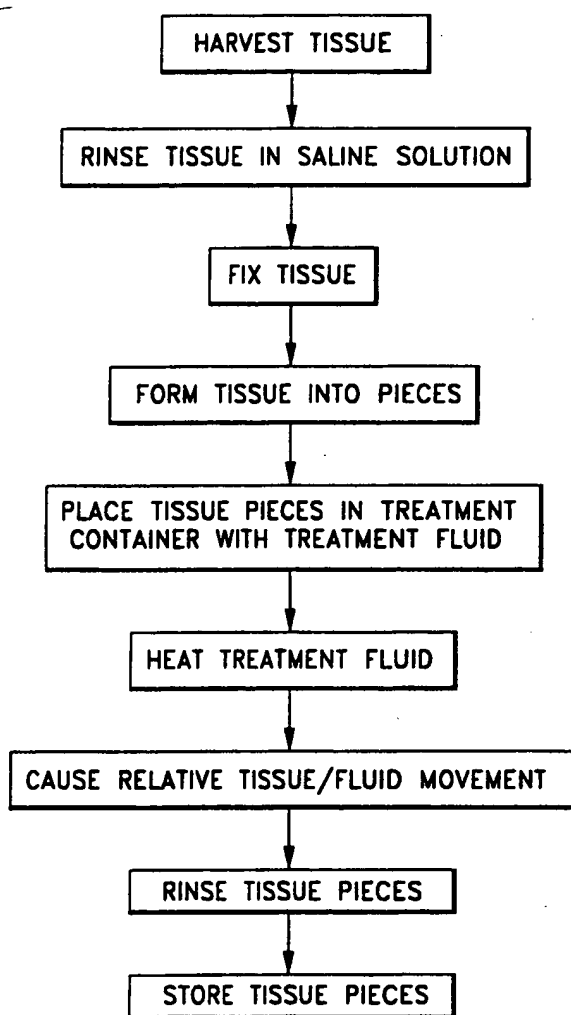 HARVEST TISSUE
RINSE TISSUE IN SALINE SOLUTION
FIX TISSUE
FORM TISSUE INTO PIECES
PLACE TISSUE PIECES IN TREATMENT
CONTAINER WITH TREATMENT FLUID
HEAT TREATMENT FLUID
CAUSE RELATIVE TISSUE/FLUID MOVEMENT
RINSE TISSUE PIECES
STORE TISSUE PIECES